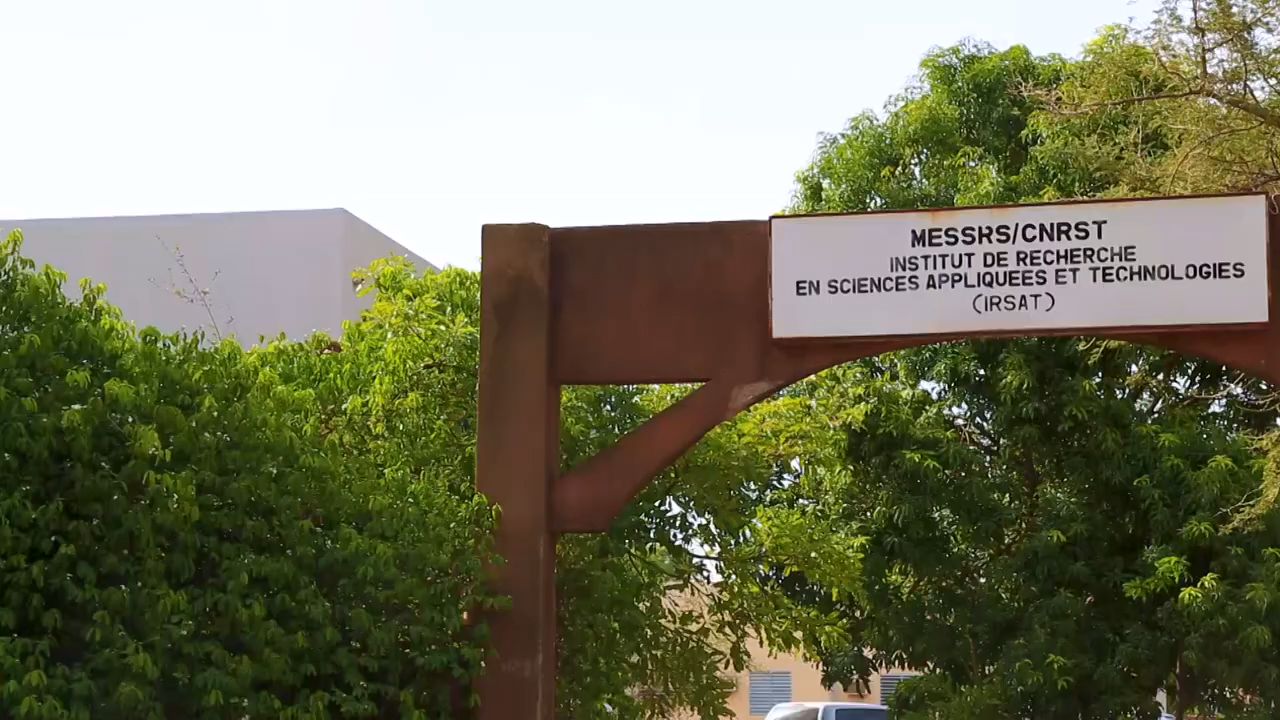 MESSRS/CNRST
INSTITUT DE RECHERCHE
EN SCIENCES APPLIQUEES ET TECHNOLOGIES
(IRSAT)